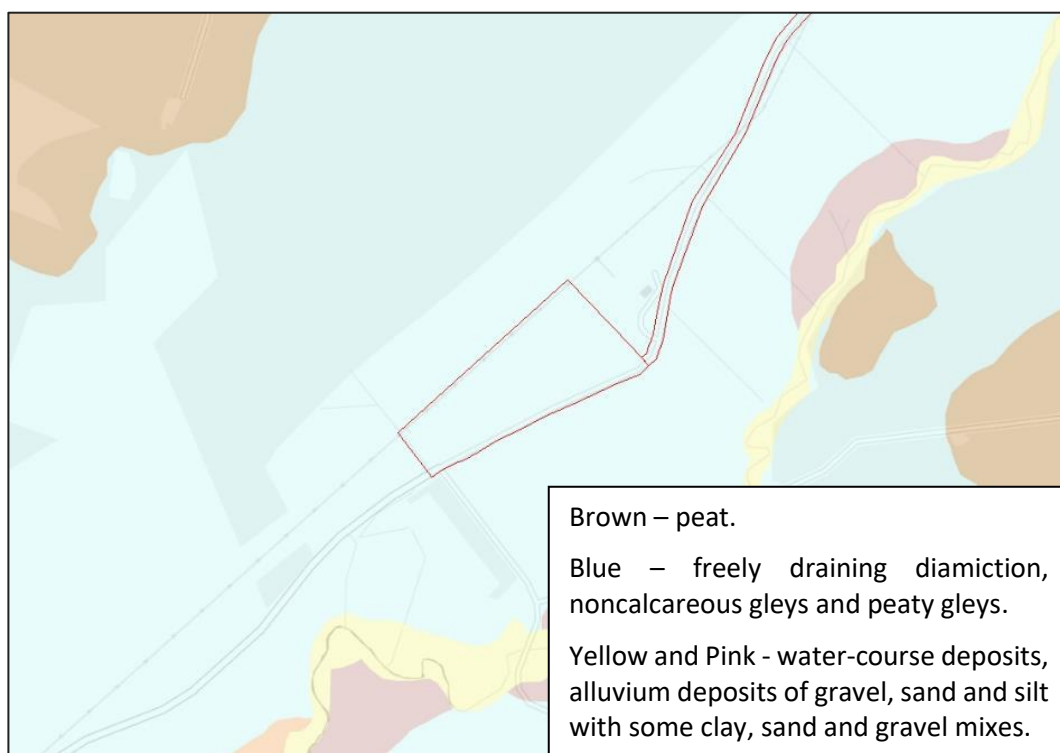 Brown – peat.
Blue – freely draining diamiction,
noncalcareous gleys and peaty gleys.
Yellow and Pink - water-course deposits,
alluvium deposits of gravel, sand and silt
with some clay, sand and gravel mixes.